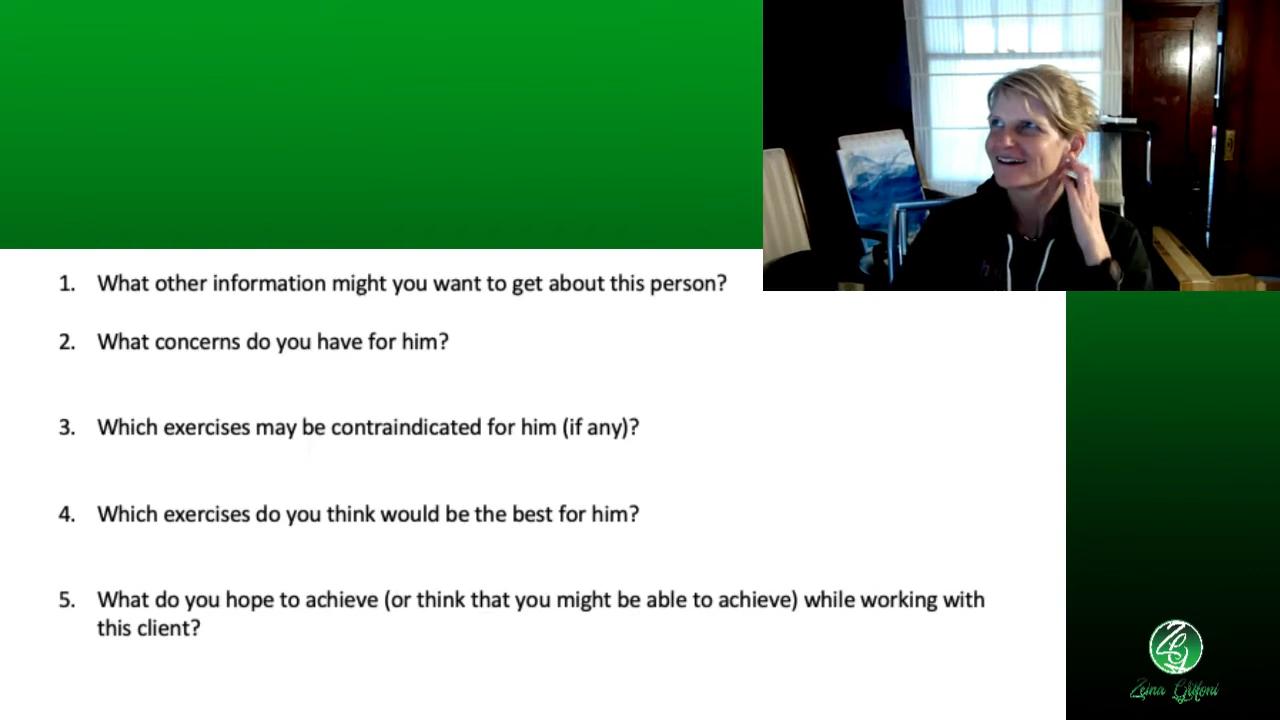 1. What other information might you want to get about this person?
2. What concerns do you have for him?
3. Which exercises may be contraindicated for him (if any)?
4. Which exercises do you think would be the best for him?
5. What do you hope to achieve (or think that you might be able to achieve) while working with
this client?
ZG
Zeina Grifoni